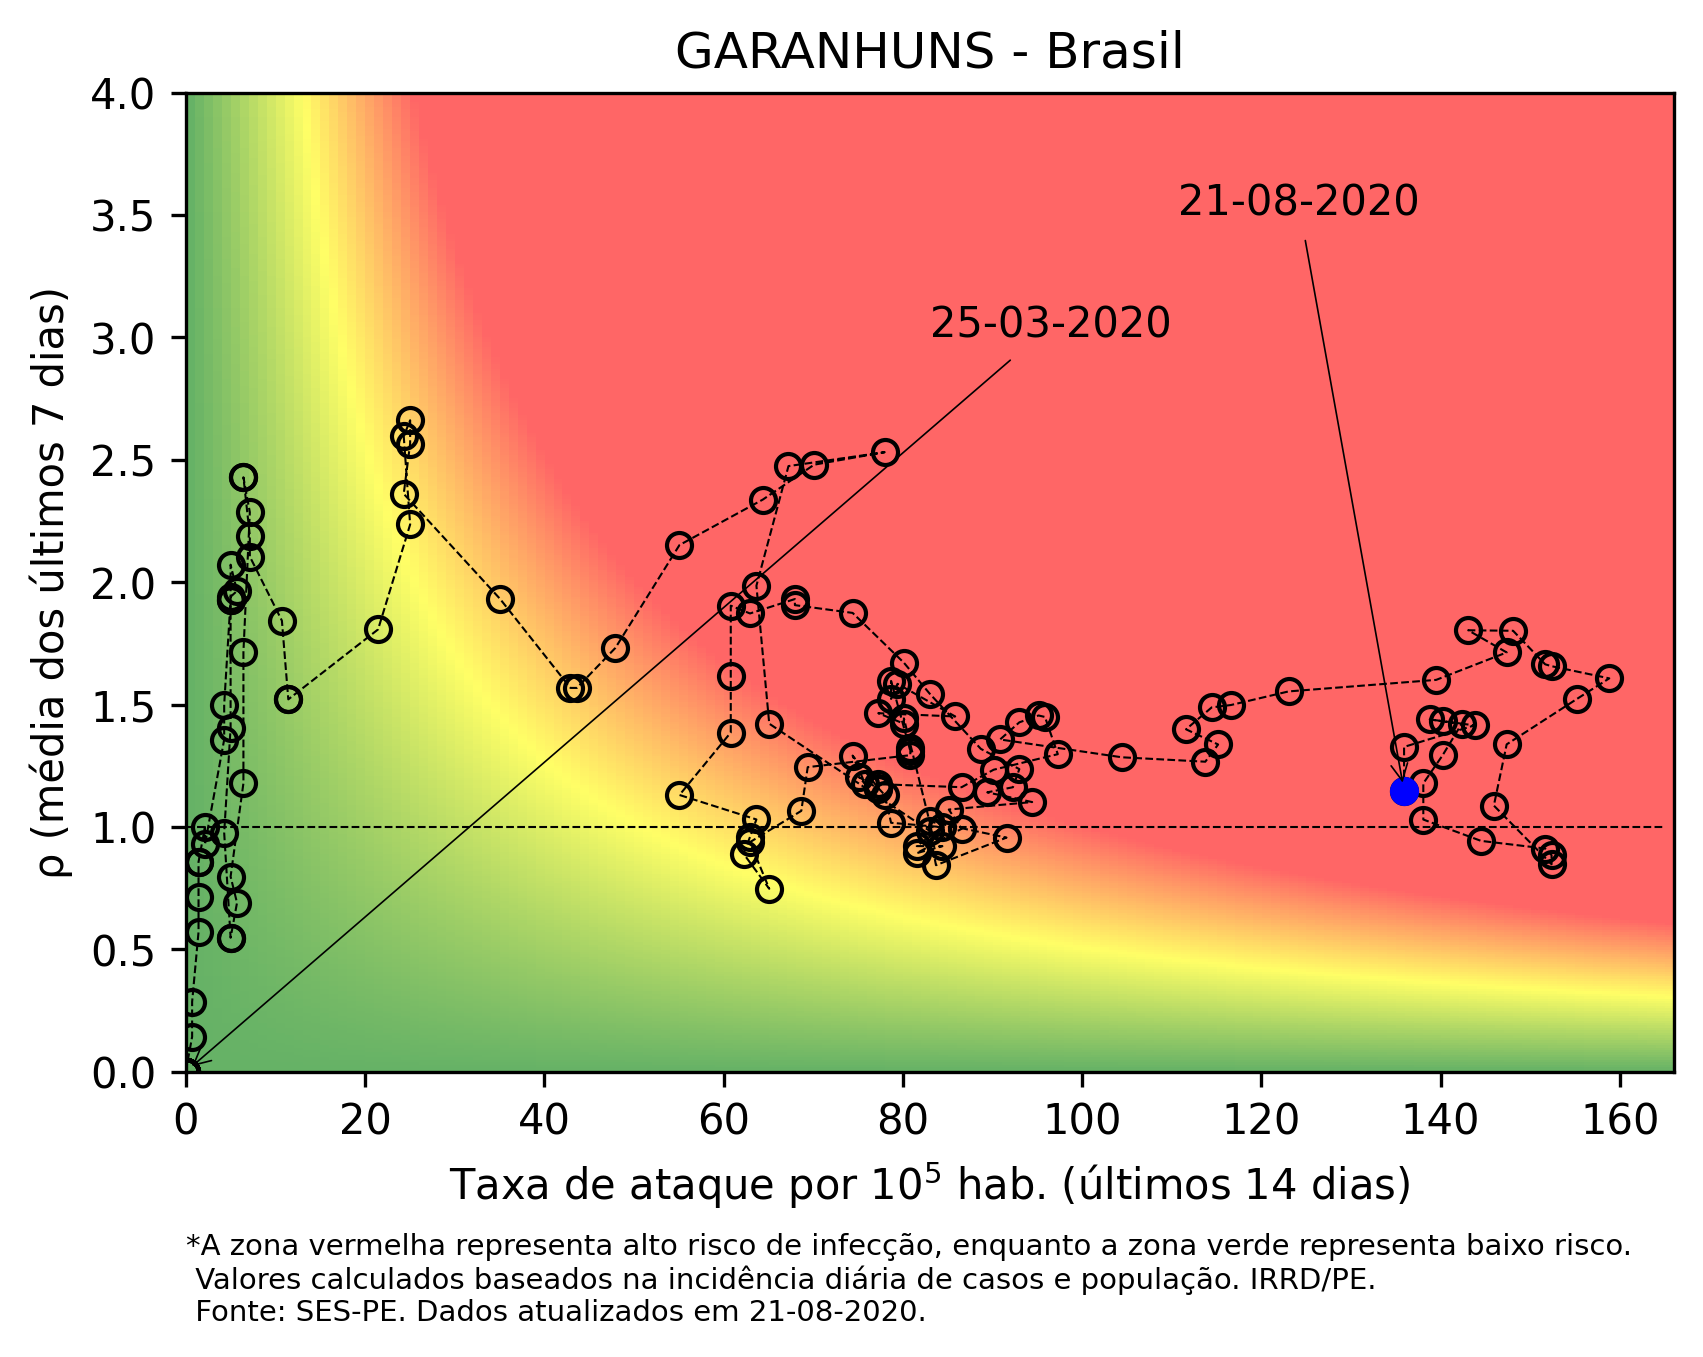 GARANHUNS - Brasil
4.0
3.5
3.0
2.5
2.0
1.5
1.0
0.5
0.0
ρ (média dos últimos 7 dias)
21-08-2020
25-03-2020
0 20 40 60 80 100 120 140 160
Taxa de ataque por 10⁵ hab. (últimos 14 dias)
*A zona vermelha representa alto risco de infecção, enquanto a zona verde representa baixo risco.
Valores calculados baseados na incidência diária de casos e população. IRRD/PE.
Fonte: SES-PE. Dados atualizados em 21-08-2020.